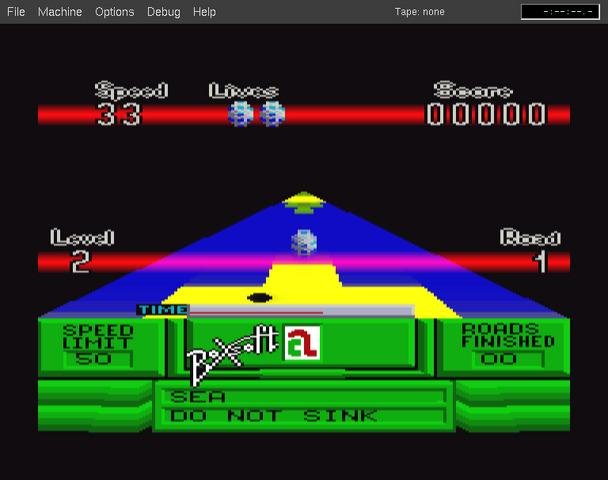 File Machine Options Debug Help Tape: none -:--:--.-
Speed Lives Score
33 00000
Level Road
2 1
TIME
SPEED LIMIT
50
Boxsoft a
ROADS FINISHED
00
SEA
DO NOT SINK